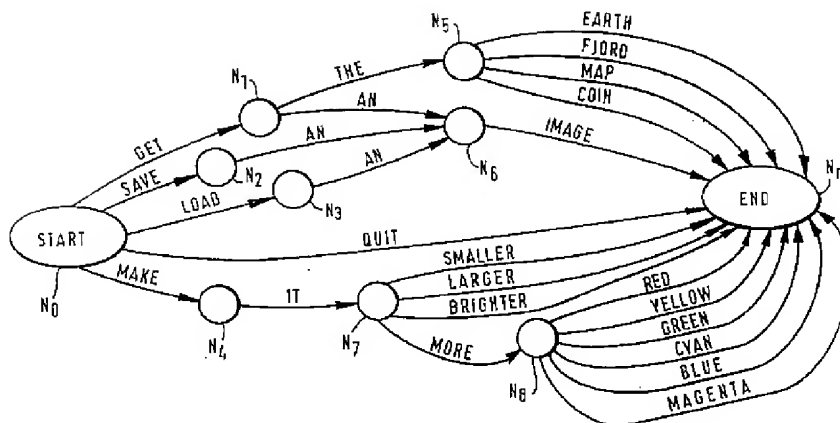 EARTH
N5
FJORD
THE
MAP
N1
COIN
AN
GET
AN
IMAGE
SAVE
N2
AN
N6
LOAD
N3
END
START
QUIT
N0
MAKE
SMALLER
LARGER
IT
BRIGHTER
RED
N4
YELLOW
N7
GREEN
MORE
CYAN
N8
BLUE
MAGENTA